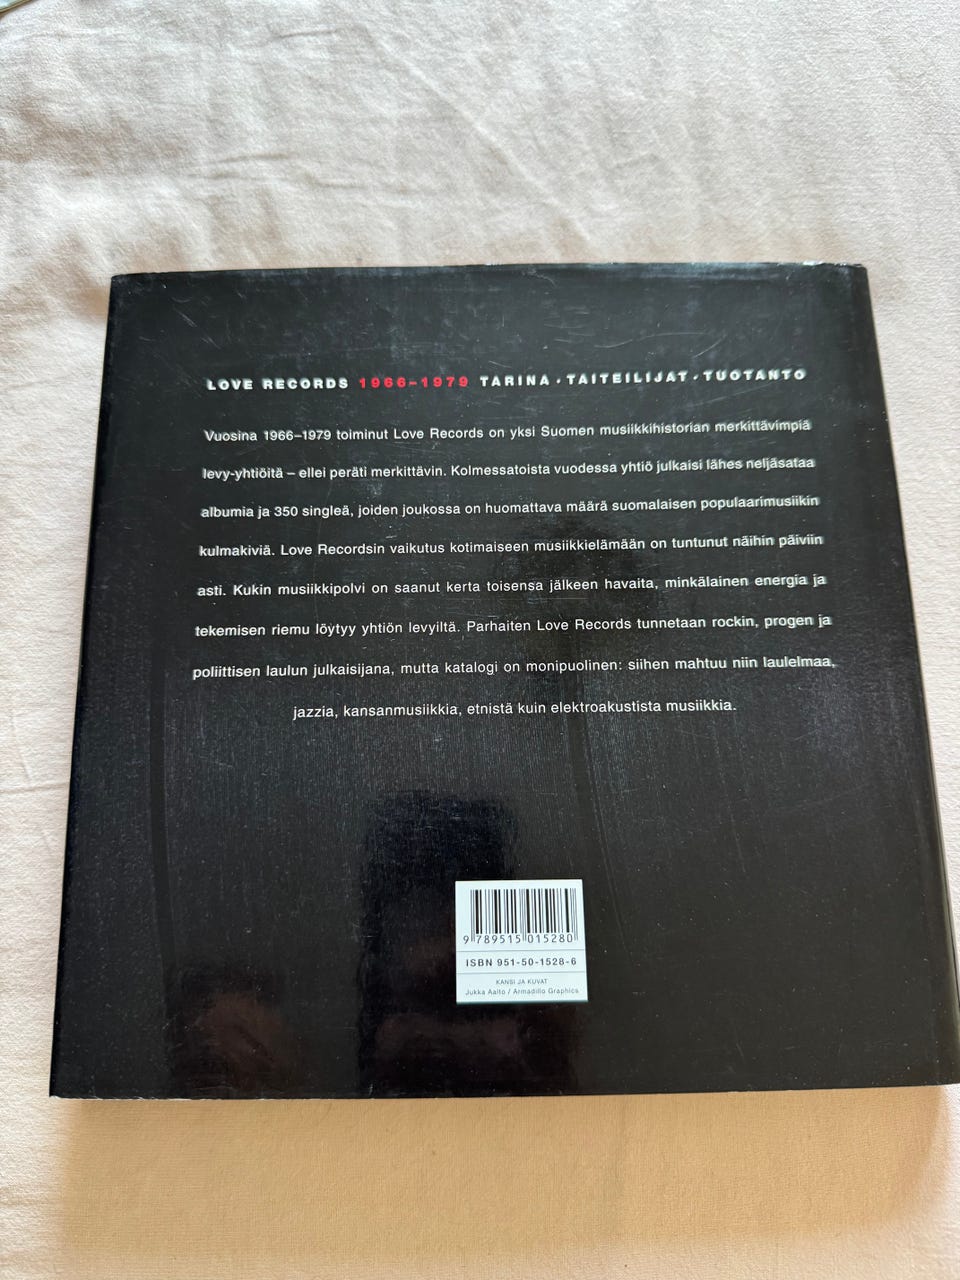 LOVE RECORDS 1966–1979 TARINA · TAITEILIJAT · TUOTANTO
Vuosina 1966–1979 toiminut Love Records on yksi Suomen musiikkihistorian merkittävimpiä
levy-yhtiöitä – ellei peräti merkittävin. Kolmessatoista vuodessa yhtiö julkaisi lähes neljäsataa
albumia ja 350 singleä, joiden joukossa on huomattava määrä suomalaisen populaarimusiikin
kulmakiviä. Love Recordsin vaikutus kotimaiseen musiikkielämään on tuntunut näihin päiviin
asti. Kukin musiikkipolvi on saanut kerta toisensa jälkeen havaita, minkälainen energia ja
tekemisen riemu löytyy yhtiön levyiltä. Parhaiten Love Records tunnetaan rockin, progen ja
poliittisen laulun julkaisijana, mutta katalogi on monipuolinen: siihen mahtuu niin laulelmaa,
jazzia, kansanmusiikkia, etnistä kuin elektroakustista musiikkia.
9 789515 015280
ISBN 951-50-1528-6
KANSI JA KUVAT
Jukka Aalto / Armadillo Graphics